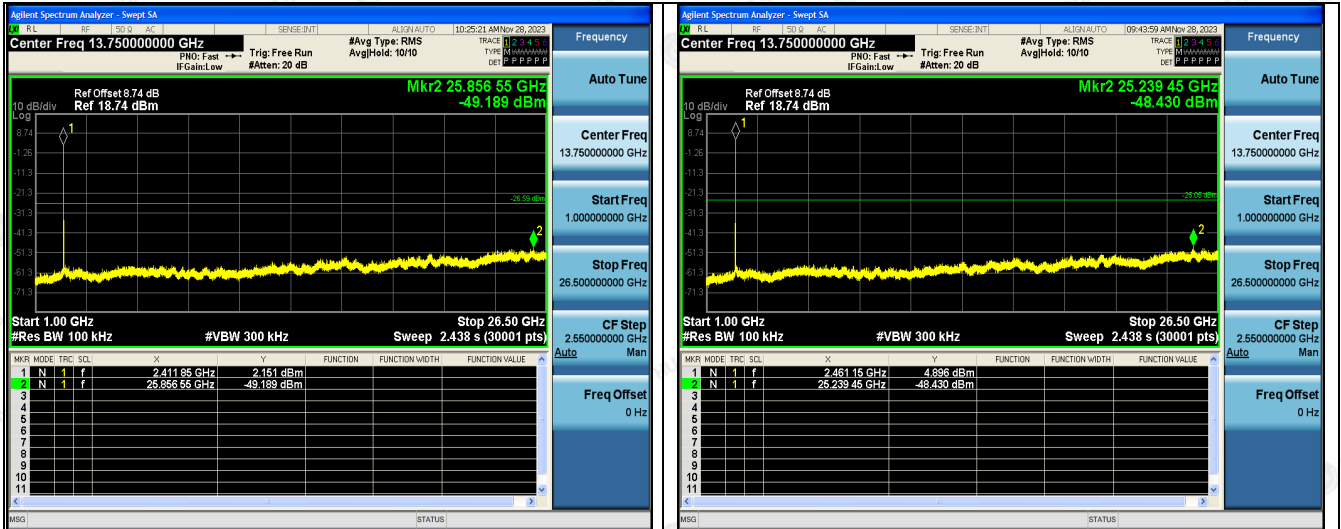 Agilent Spectrum Analyzer - Swept SA
RL RF 50 Ω AC SENSE:INT ALIGN AUTO 10:25:21 AM Nov 28, 2023
Center Freq 13.750000000 GHz
#Avg Type: RMS
TRACE 1 2 3 4 5 6
PNO: Fast
Trig: Free Run
Avg|Hold: 10/10
TYPE M
IFGain:Low
#Atten: 20 dB
DET P P P P P P
Mkr2 25.856 55 GHz
-49.189 dBm
Ref Offset 8.74 dB
10 dB/div Ref 18.74 dBm
Log
1
8.74
-1.26
-11.3
-21.3
-26.59 dBm
-31.3
-41.3
2
-51.3
-61.3
-71.3
Start 1.00 GHz Stop 26.50 GHz
#Res BW 100 kHz #VBW 300 kHz Sweep 2.438 s (30001 pts)
MKR MODE TRC SCL X Y FUNCTION FUNCTION WIDTH FUNCTION VALUE
1 N 1 f 2.411 85 GHz 2.151 dBm
2 N 1 f 25.856 55 GHz -49.189 dBm
3
4
5
6
7
8
9
10
11
MSG STATUS
Frequency
Auto Tune
Center Freq
13.750000000 GHz
Start Freq
1.000000000 GHz
Stop Freq
26.500000000 GHz
CF Step
2.550000000 GHz
Auto Man
Freq Offset
0 Hz
Agilent Spectrum Analyzer - Swept SA
RL RF 50 Ω AC SENSE:INT ALIGN AUTO 09:43:59 AM Nov 28, 2023
Center Freq 13.750000000 GHz
#Avg Type: RMS
TRACE 1 2 3 4 5 6
PNO: Fast
Trig: Free Run
Avg|Hold: 10/10
TYPE M
IFGain:Low
#Atten: 20 dB
DET P P P P P P
Mkr2 25.239 45 GHz
-48.430 dBm
Ref Offset 8.74 dB
10 dB/div Ref 18.74 dBm
Log
1
8.74
-1.26
-11.3
-21.3
-31.3
-41.3
2
-51.3
-61.3
-71.3
Start 1.00 GHz Stop 26.50 GHz
#Res BW 100 kHz #VBW 300 kHz Sweep 2.438 s (30001 pts)
MKR MODE TRC SCL X Y FUNCTION FUNCTION WIDTH FUNCTION VALUE
1 N 1 f 2.461 15 GHz 4.896 dBm
2 N 1 f 25.239 45 GHz -48.430 dBm
3
4
5
6
7
8
9
10
11
MSG STATUS
Frequency
Auto Tune
Center Freq
13.750000000 GHz
Start Freq
1.000000000 GHz
Stop Freq
26.500000000 GHz
CF Step
2.550000000 GHz
Auto Man
Freq Offset
0 Hz